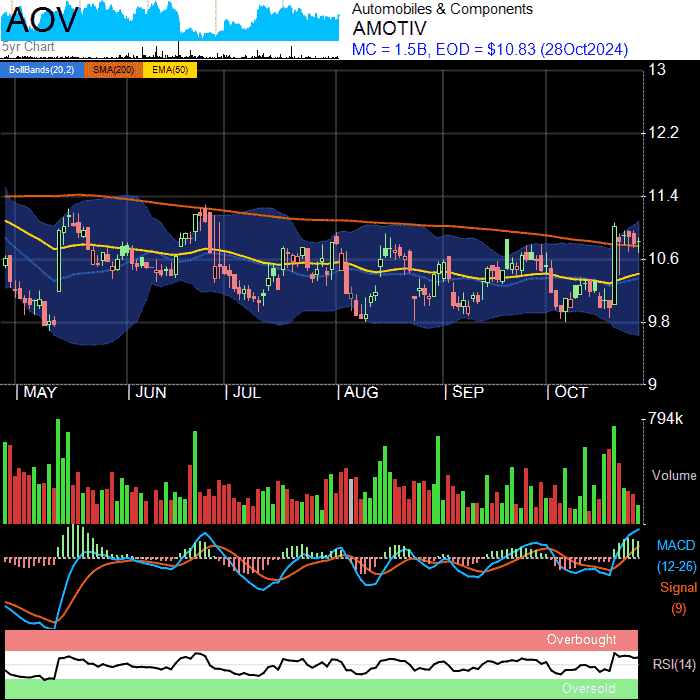 AOV
5yr Chart
Automobiles & Components
AMOTIV
MC = 1.5B, EOD = $10.83 (28Oct2024)
BollBands(20,2) SMA(200) EMA(50)
13
12.2
11.4
10.6
9.8
9
MAY JUN JUL AUG SEP OCT
794k
Volume
MACD
(12-26)
Signal
(9)
Overbought
RSI(14)
Oversold